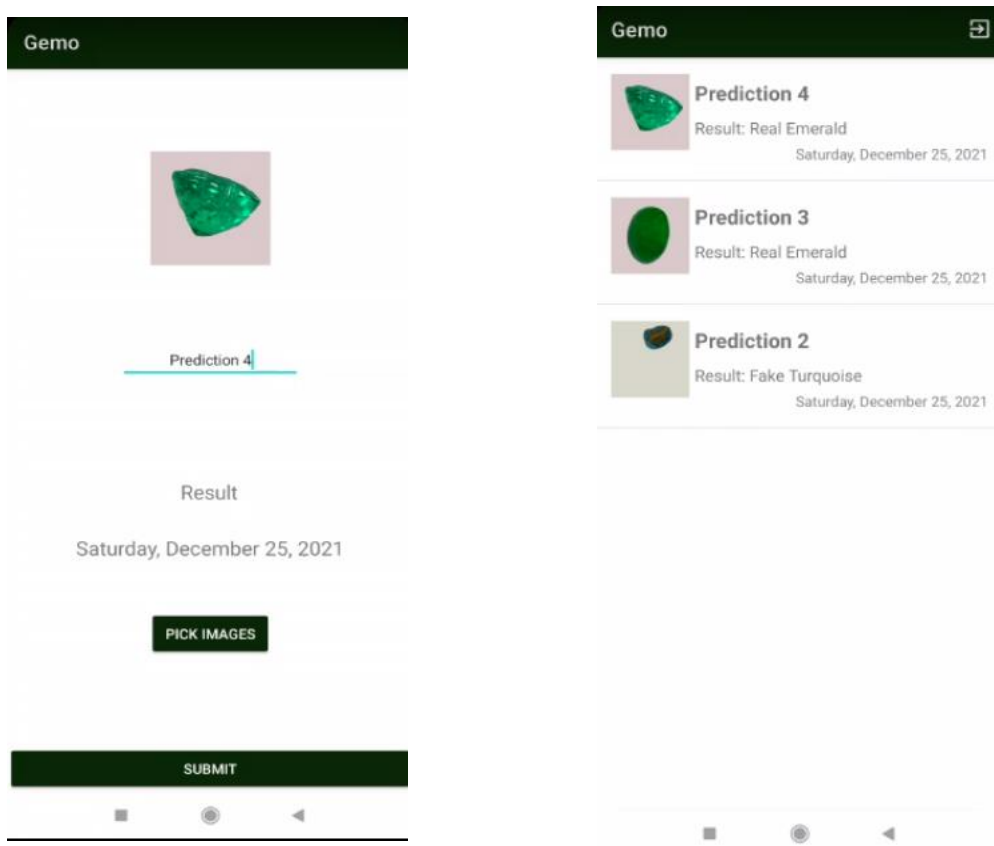 Gemo
Prediction 4
Result
Saturday, December 25, 2021
PICK IMAGES
SUBMIT
Gemo
Prediction 4
Result: Real Emerald
Saturday, December 25, 2021
Prediction 3
Result: Real Emerald
Saturday, December 25, 2021
Prediction 2
Result: Fake Turquoise
Saturday, December 25, 2021